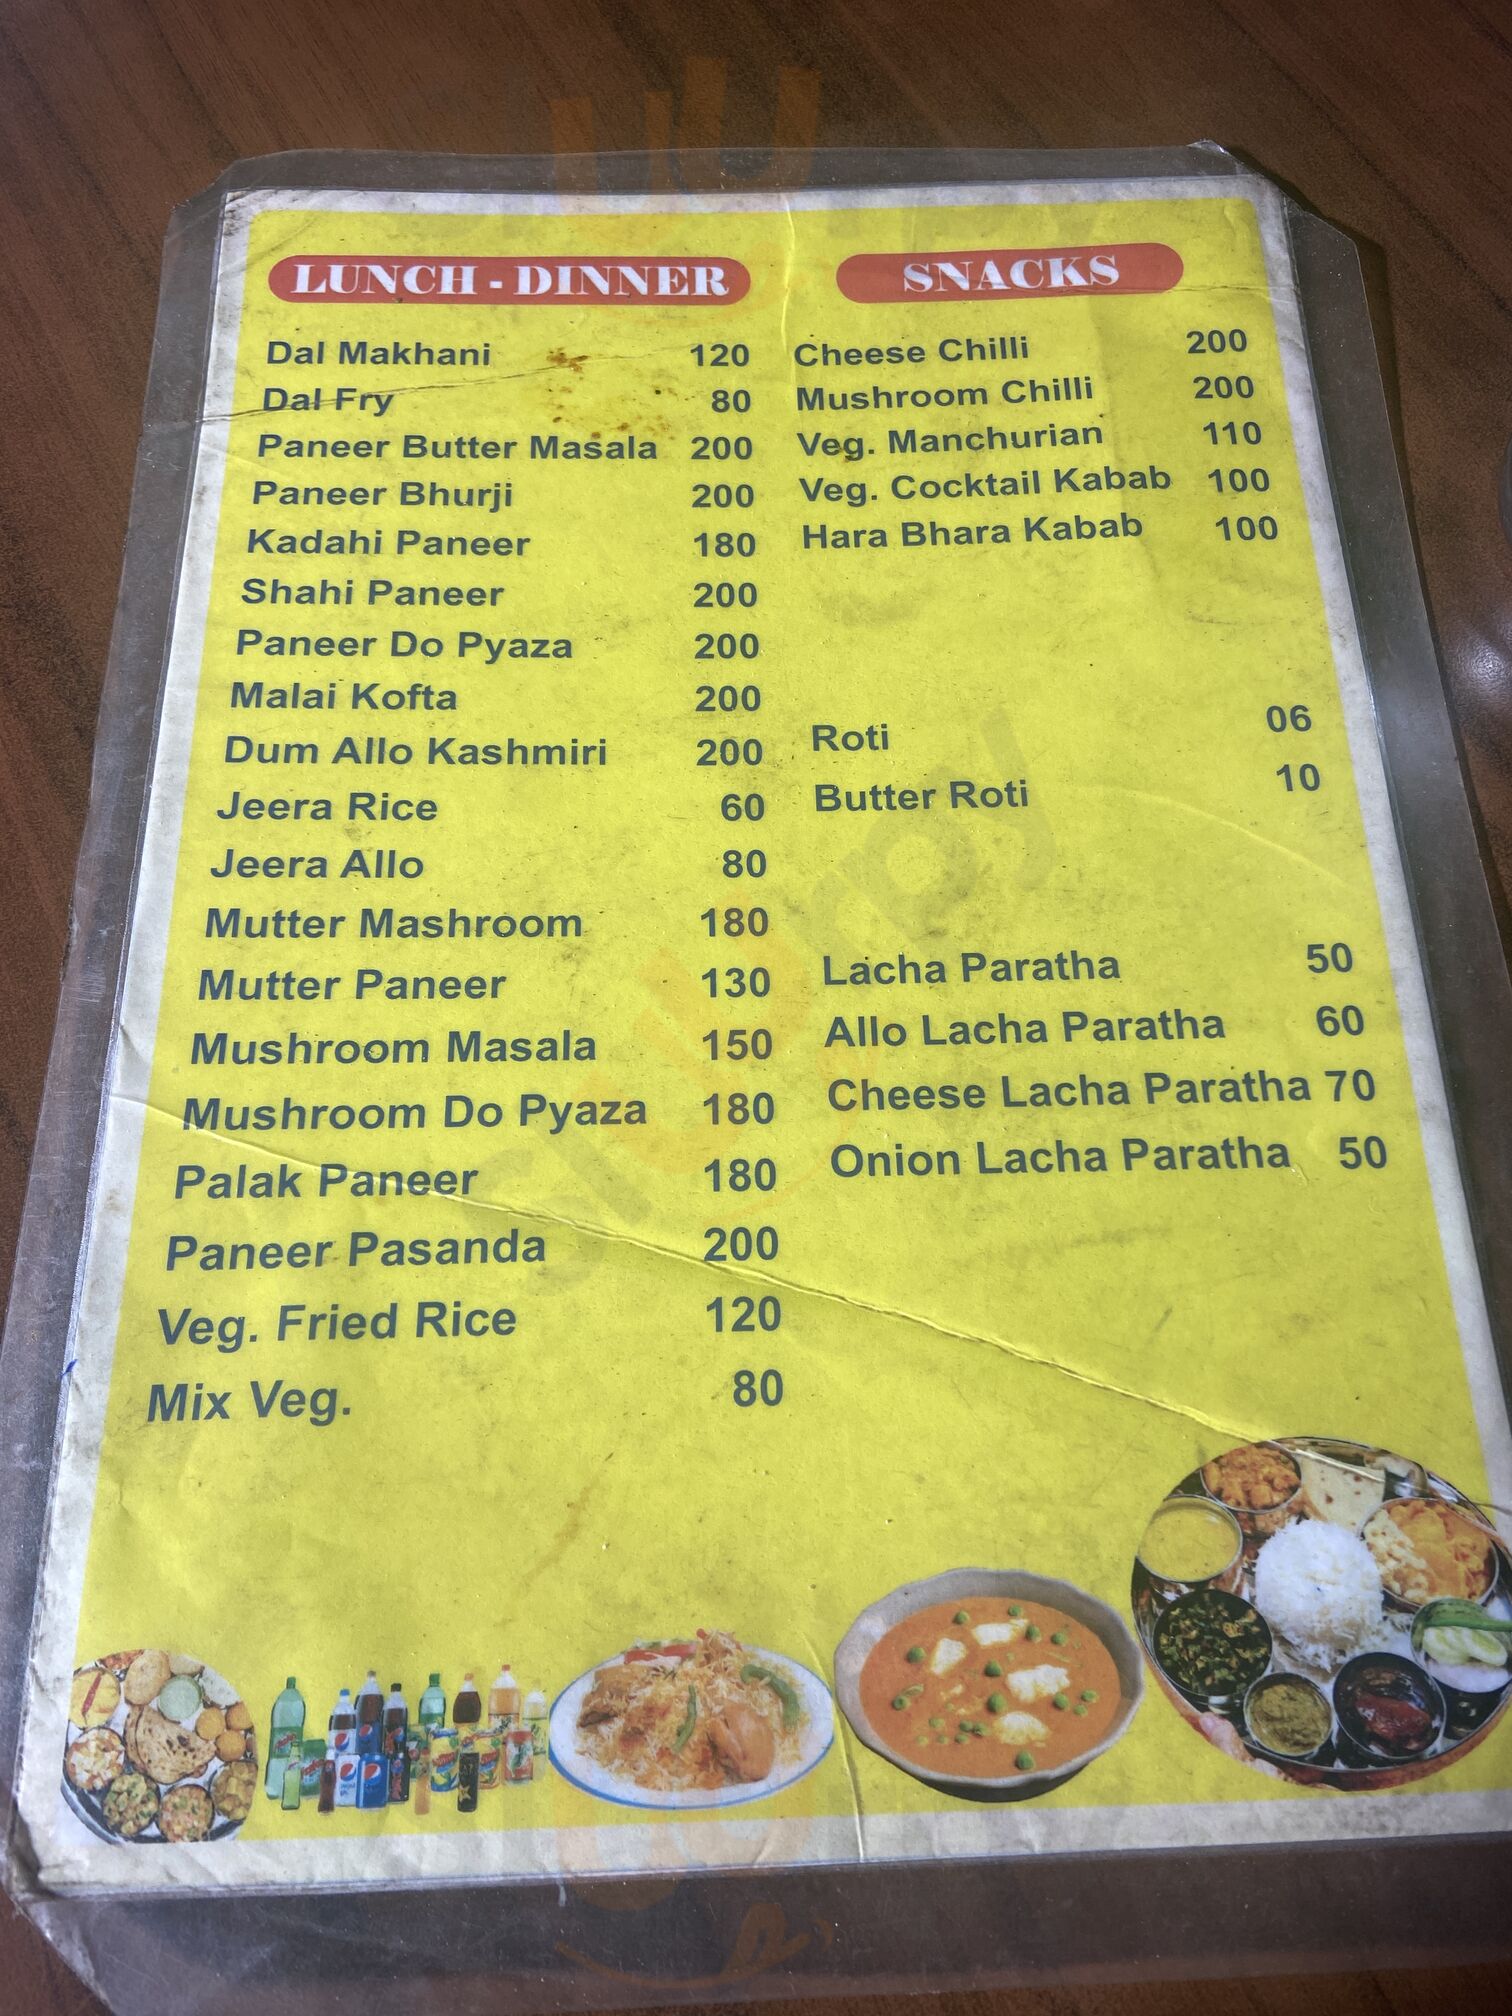 LUNCH - DINNER
Dal Makhani 120
Dal Fry 80
Paneer Butter Masala 200
Paneer Bhurji 200
Kadahi Paneer 180
Shahi Paneer 200
Paneer Do Pyaza 200
Malai Kofta 200
Dum Allo Kashmiri 200
Jeera Rice 60
Jeera Allo 80
Mutter Mashroom 180
Mutter Paneer 130
Mushroom Masala 150
Mushroom Do Pyaza 180
Palak Paneer 180
Paneer Pasanda 200
Veg. Fried Rice 120
Mix Veg. 80
SNACKS
Cheese Chilli 200
Mushroom Chilli 200
Veg. Manchurian 110
Veg. Cocktail Kabab 100
Hara Bhara Kabab 100
Roti 06
Butter Roti 10
Lacha Paratha 50
Allo Lacha Paratha 60
Cheese Lacha Paratha 70
Onion Lacha Paratha 50
sluurpy